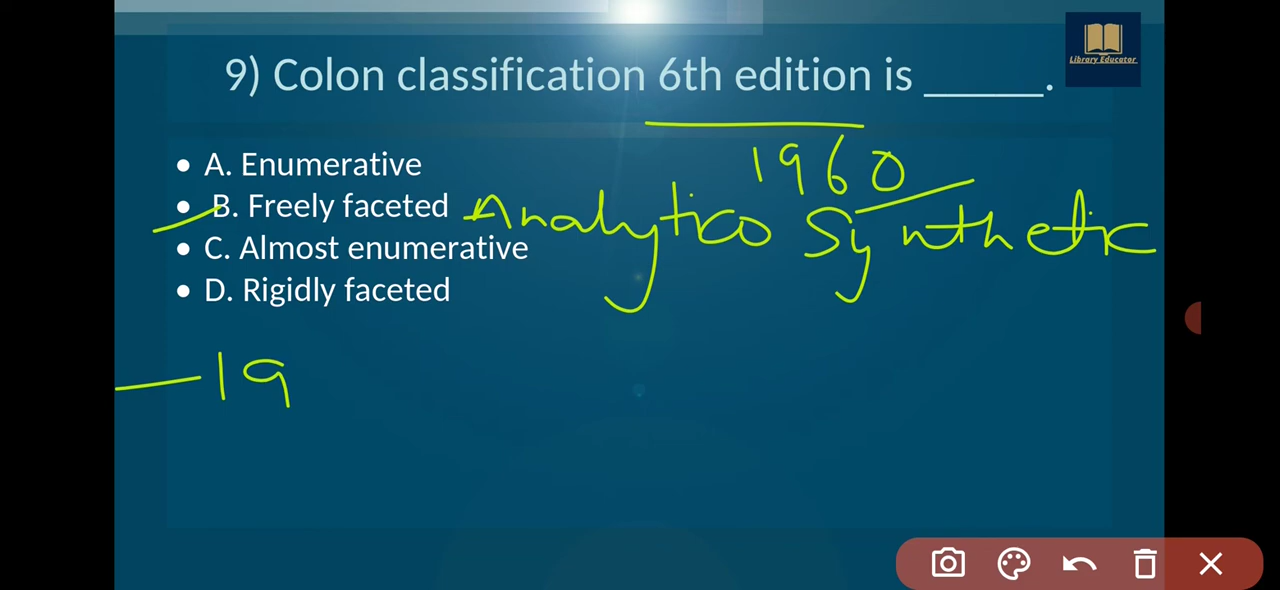 9) Colon classification 6th edition is _____.
Library Educator
1960
• A. Enumerative
• B. Freely faceted Analytico Synthetic
• C. Almost enumerative
• D. Rigidly faceted
— 19